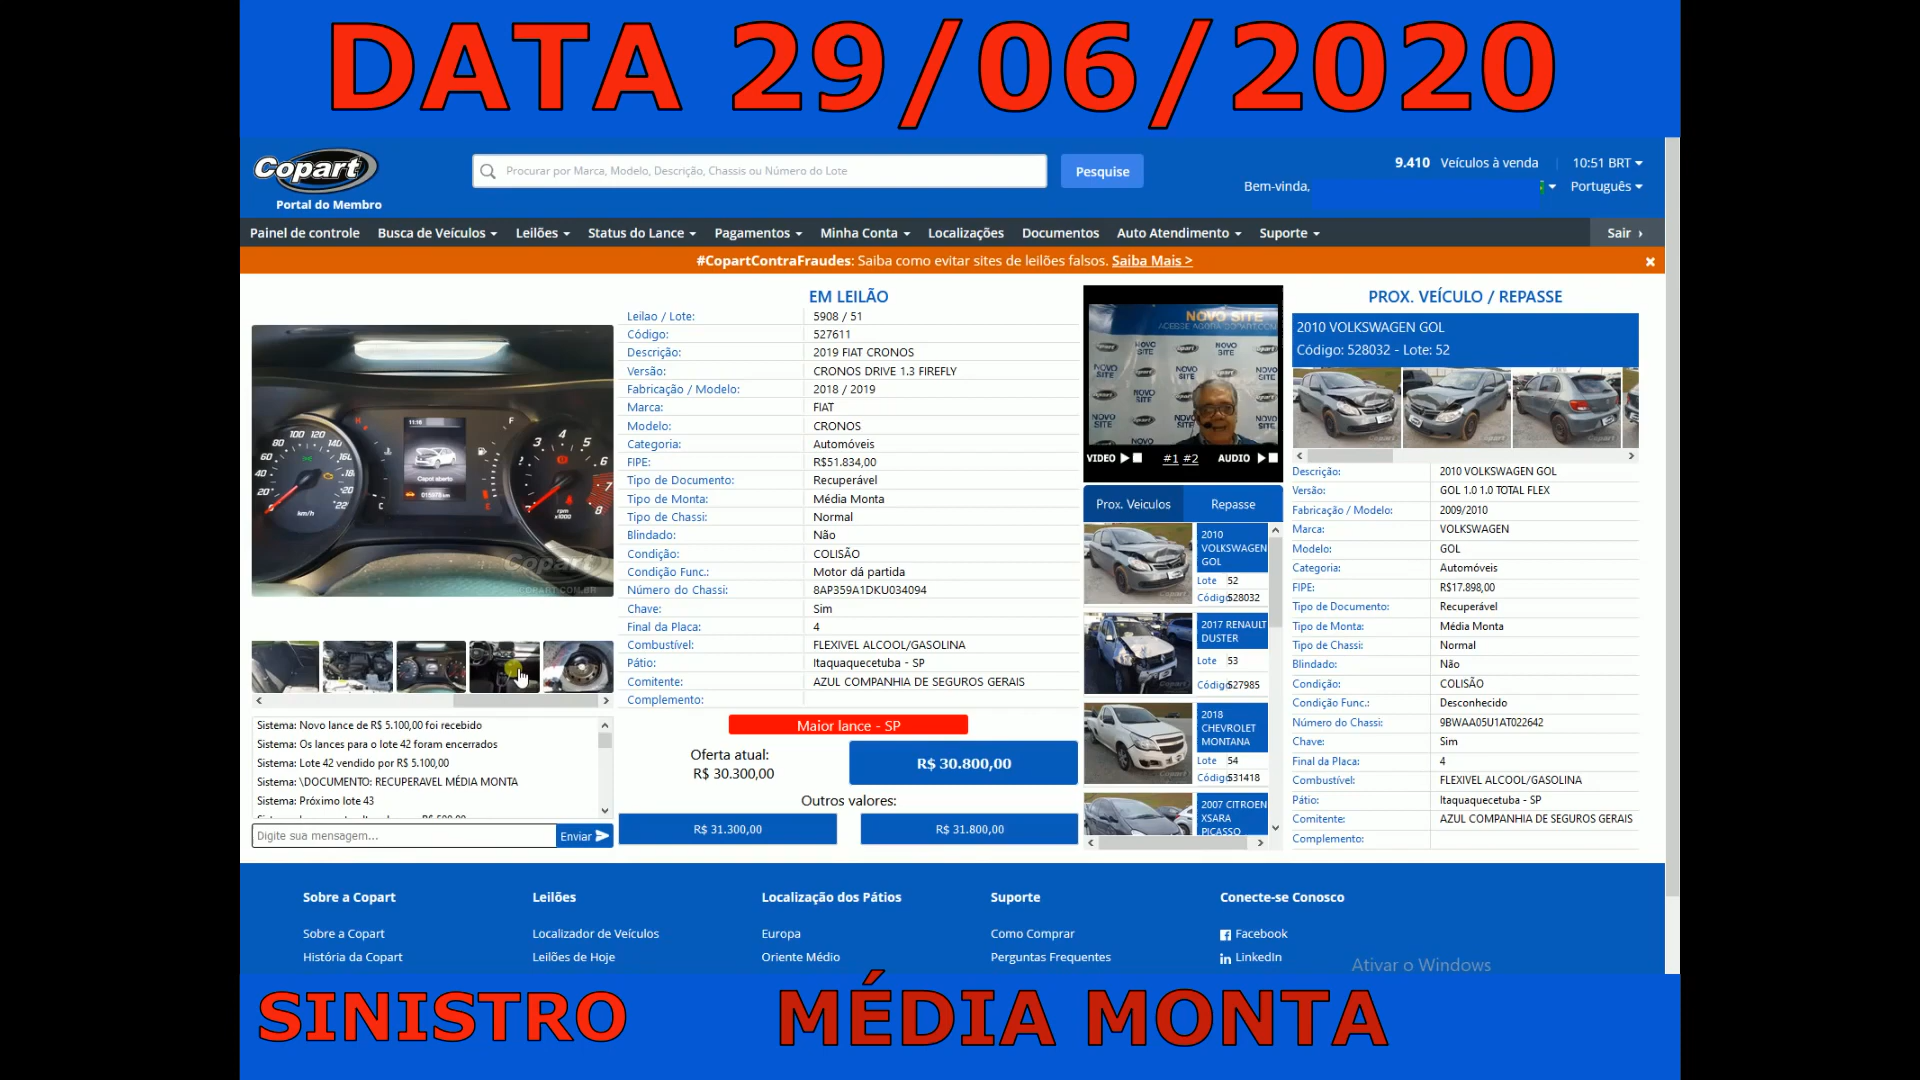 DATA 29/06/2020
Copart
Portal do Membro
Procurar por Marca, Modelo, Descrição, Chassis ou Número do Lote
Pesquise
9.410 Veículos à venda
10:51 BRT
Bem-vinda,
Português
Painel de controle
Busca de Veículos
Leilões
Status do Lance
Pagamentos
Minha Conta
Localizações
Documentos
Auto Atendimento
Suporte
Sair
#CopartContraFraudes: Saiba como evitar sites de leilões falsos. Saiba Mais >
EM LEILÃO
Leilao / Lote: 5908 / 51
Código: 527611
Descrição: 2019 FIAT CRONOS
Versão: CRONOS DRIVE 1.3 FIREFLY
Fabricação / Modelo: 2018 / 2019
Marca: FIAT
Modelo: CRONOS
Categoria: Automóveis
FIPE: R$51.834,00
Tipo de Documento: Recuperável
Tipo de Monta: Média Monta
Tipo de Chassi: Normal
Blindado: Não
Condição: COLISÃO
Condição Func.: Motor dá partida
Número do Chassi: 8AP359A1DKU034094
Chave: Sim
Final da Placa: 4
Combustível: FLEXIVEL ALCOOL/GASOLINA
Pátio: Itaquaquecetuba - SP
Comitente: AZUL COMPANHIA DE SEGUROS GERAIS
Complemento:
Maior lance - SP
Oferta atual:
R$ 30.300,00
R$ 30.800,00
Outros valores:
R$ 31.300,00
R$ 31.800,00
Sistema: Novo lance de R$ 5.100,00 foi recebido
Sistema: Os lances para o lote 42 foram encerrados
Sistema: Lote 42 vendido por R$ 5.100,00
Sistema: \DOCUMENTO: RECUPERAVEL MÉDIA MONTA
Sistema: Próximo lote 43
Digite sua mensagem...
Enviar
NOVO SITE
VIDEO
#1 #2
AUDIO
Prox. Veiculos
Repasse
2010 VOLKSWAGEN GOL
Lote 52
Código 528032
2017 RENAULT DUSTER
Lote 53
Código 527985
2018 CHEVROLET MONTANA
Lote 54
Código 531418
2007 CITROEN XSARA PICASSO
PROX. VEÍCULO / REPASSE
2010 VOLKSWAGEN GOL
Código: 528032 - Lote: 52
Descrição: 2010 VOLKSWAGEN GOL
Versão: GOL 1.0 1.0 TOTAL FLEX
Fabricação / Modelo: 2009/2010
Marca: VOLKSWAGEN
Modelo: GOL
Categoria: Automóveis
FIPE: R$17.898,00
Tipo de Documento: Recuperável
Tipo de Monta: Média Monta
Tipo de Chassi: Normal
Blindado: Não
Condição: COLISÃO
Condição Func.: Desconhecido
Número do Chassi: 9BWAA05U1AT022642
Chave: Sim
Final da Placa: 4
Combustível: FLEXIVEL ALCOOL/GASOLINA
Pátio: Itaquaquecetuba - SP
Comitente: AZUL COMPANHIA DE SEGUROS GERAIS
Complemento:
Sobre a Copart
Sobre a Copart
História da Copart
Leilões
Localizador de Veículos
Leilões de Hoje
Localização dos Pátios
Europa
Oriente Médio
Suporte
Como Comprar
Perguntas Frequentes
Conecte-se Conosco
Facebook
LinkedIn
Ativar o Windows
SINISTRO
MÉDIA MONTA